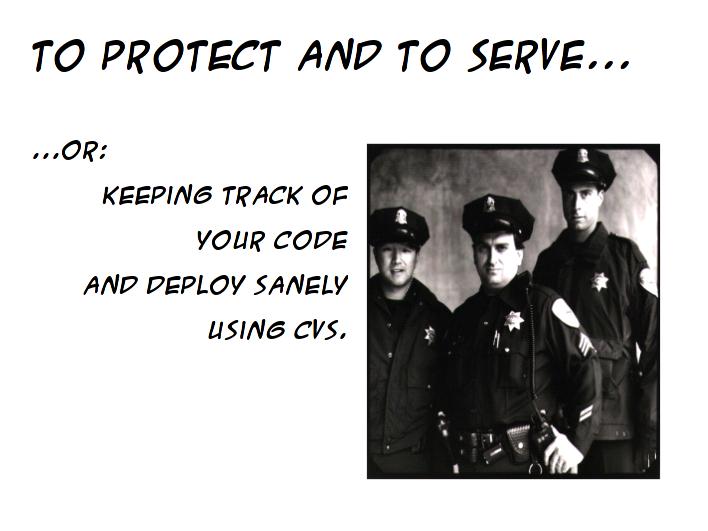 TO PROTECT AND TO SERVE...
...OR:
KEEPING TRACK OF
YOUR CODE
AND DEPLOY SANELY
USING CVS.